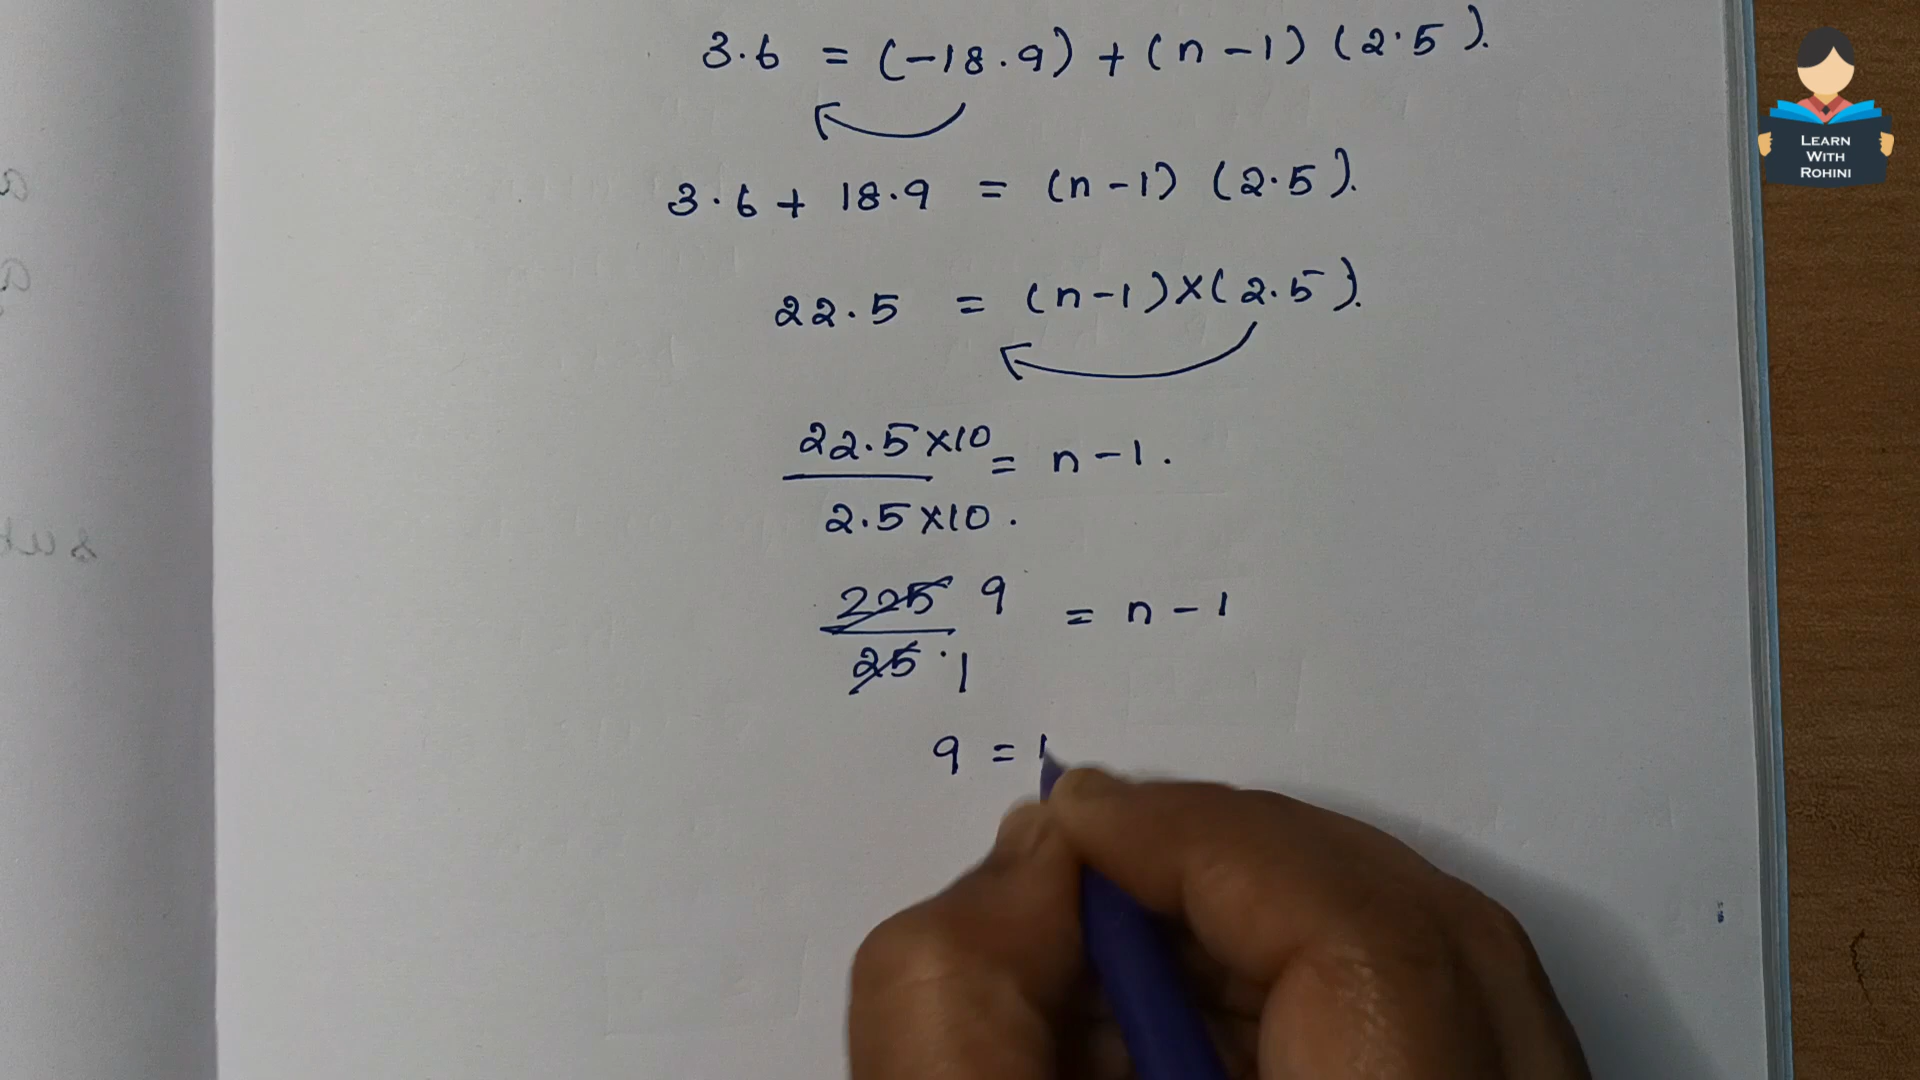 3.6 = (-18.9) + (n-1) (2.5).
3.6 + 18.9 = (n-1) (2.5).
22.5 = (n-1)×(2.5).
22.5×10
——— = n-1.
2.5×10.
225 9
——— = n-1
25. 1
9 =
LEARN
WITH
ROHINI